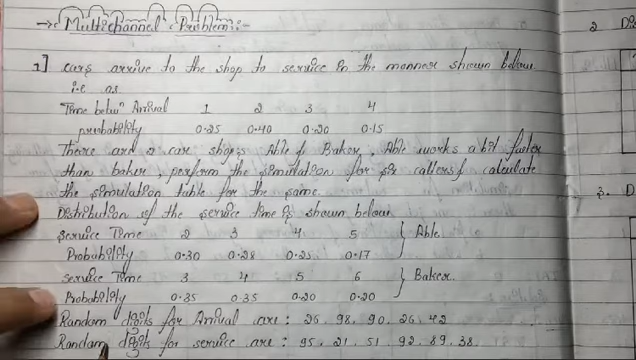 → Multichannel Problem:-
1] cars arrive to the shop to service in the manner shown below
i.e as
Time betwn Arrival 1 2 3 4
probability 0.25 0.40 0.20 0.15
There are 2 car shops Able & Baker. Able works a bit faster
than baker, perform the simulation for six callers & calculate
the simulation table for the same.
Distribution of the service time is shown below
Service Time 2 3 4 5 } Able
Probability 0.30 0.28 0.25 0.17
Service Time 3 4 5 6 } Baker.
Probability 0.35 0.35 0.20 0.20
Random digits for Arrival are: 26, 98, 90, 26, 42
Random digits for service are: 95, 21, 51, 92, 89, 38.
2
3. D